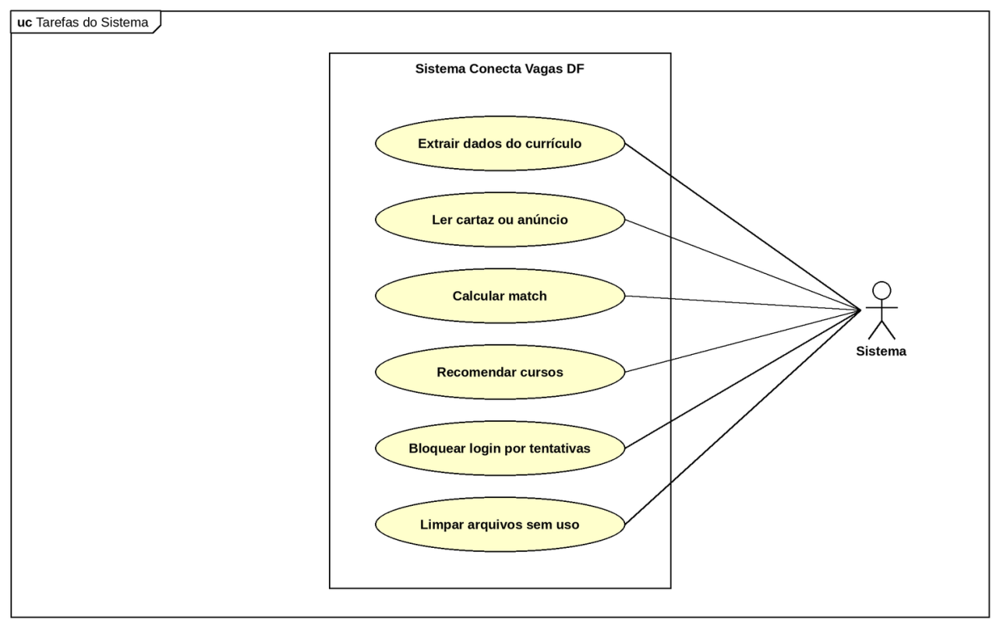 uc Tarefas do Sistema
Sistema Conecta Vagas DF
Extrair dados do currículo
Ler cartaz ou anúncio
Calcular match
Recomendar cursos
Bloquear login por tentativas
Limpar arquivos sem uso
Sistema